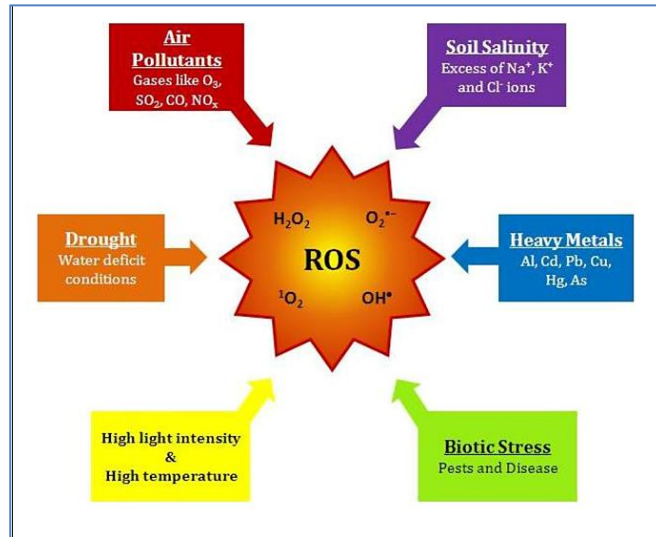 Air
Pollutants
Gases like O₃,
SO₂, CO, NOₓ
Soil Salinity
Excess of Na⁺, K⁺
and Cl⁻ ions
H₂O₂
O₂•⁻
ROS
¹O₂
OH•
Drought
Water deficit
conditions
Heavy Metals
Al, Cd, Pb, Cu,
Hg, As
High light intensity
&
High temperature
Biotic Stress
Pests and Disease